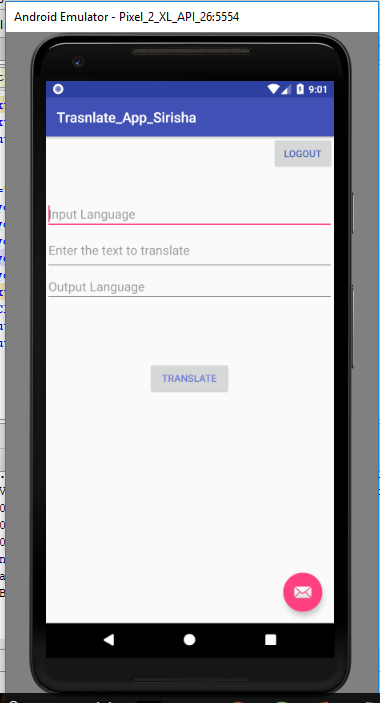 Android Emulator - Pixel_2_XL_API_26:5554
9:01
Trasnlate_App_Sirisha
LOGOUT
Input Language
Enter the text to translate
Output Language
TRANSLATE